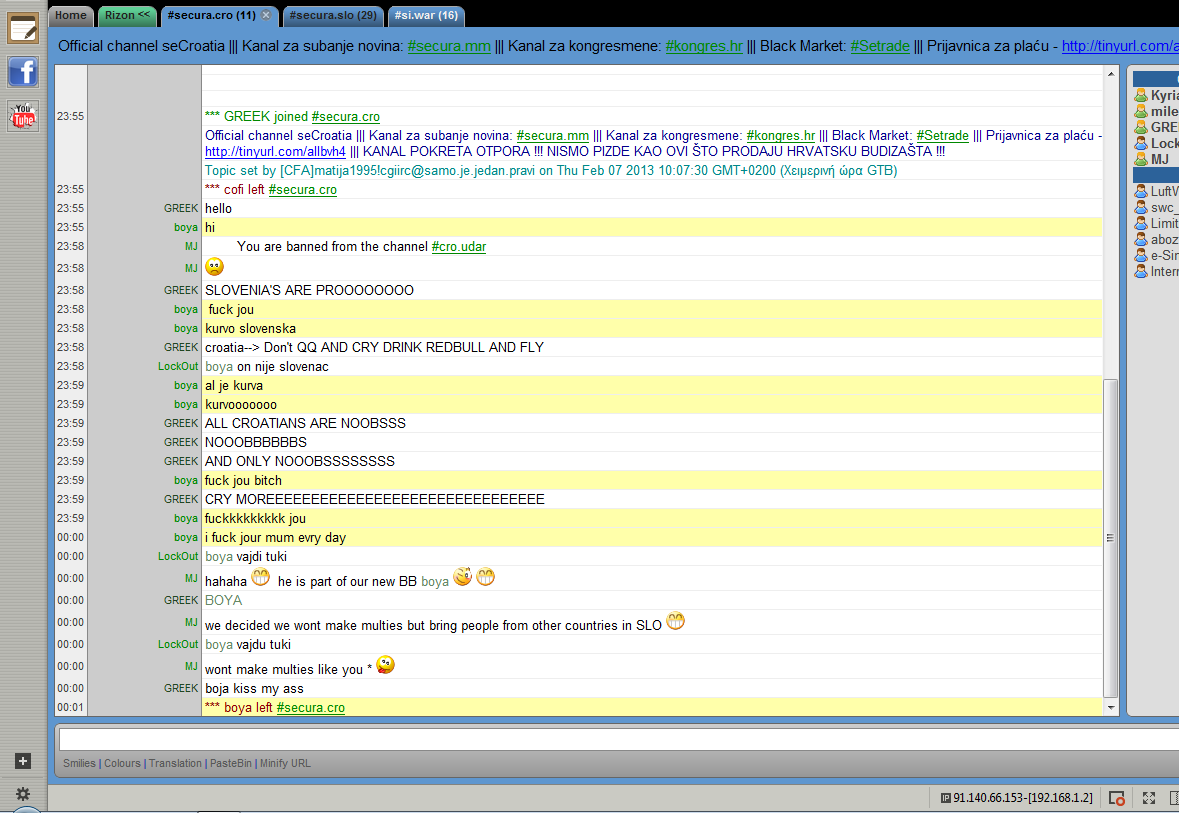 Home Rizon << #secura.cro (11) #secura.slo (29) #si.war (16)
Official channel seCroatia ||| Kanal za subanje novina: #secura.mm ||| Kanal za kongresmene: #kongres.hr ||| Black Market: #Setrade ||| Prijavnica za plaću - http://tinyurl.com/a
You Tube
23:55 *** GREEK joined #secura.cro
Official channel seCroatia ||| Kanal za subanje novina: #secura.mm ||| Kanal za kongresmene: #kongres.hr ||| Black Market: #Setrade ||| Prijavnica za plaću -
http://tinyurl.com/allbvh4 ||| KANAL POKRETA OTPORA !!! NISMO PIZDE KAO OVI ŠTO PRODAJU HRVATSKU BUDIZAŠTA !!!
Topic set by [CFA]matija1995!cgiirc@samo.je.jedan.pravi on Thu Feb 07 2013 10:07:30 GMT+0200 (Χειμερινή ώρα GTB)
23:55 *** cofi left #secura.cro
23:55 GREEK hello
23:55 boya hi
23:58 MJ You are banned from the channel #cro.udar
23:58 MJ
23:58 GREEK SLOVENIA'S ARE PROOOOOOOO
23:58 boya fuck jou
23:58 boya kurvo slovenska
23:58 GREEK croatia--> Don't QQ AND CRY DRINK REDBULL AND FLY
23:58 LockOut boya on nije slovenac
23:59 boya al je kurva
23:59 boya kurvooooooo
23:59 GREEK ALL CROATIANS ARE NOOBSSS
23:59 GREEK NOOOBBBBBBS
23:59 GREEK AND ONLY NOOOBSSSSSSSS
23:59 boya fuck jou bitch
23:59 GREEK CRY MOREEEEEEEEEEEEEEEEEEEEEEEEEEEEEEE
23:59 boya fuckkkkkkkkk jou
00:00 boya i fuck jour mum evry day
00:00 LockOut boya vajdi tuki
00:00 MJ hahaha he is part of our new BB boya
00:00 GREEK BOYA
00:00 MJ we decided we wont make multies but bring people from other countries in SLO
00:00 LockOut boya vajdu tuki
00:00 MJ wont make multies like you *
00:00 GREEK boja kiss my ass
00:01 *** boya left #secura.cro
Kyria
mile
GREE
Lock
MJ
LuftW
swc_
Limit
aboz
e-Sin
Intern
Smilies | Colours | Translation | PasteBin | Minify URL
IP 91.140.66.153-[192.168.1.2]